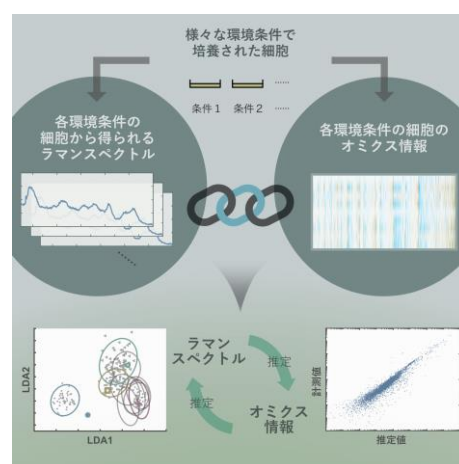 様々な環境条件で
培養された細胞
条件1 条件2 ……
各環境条件の
細胞から得られる
ラマンスペクトル
各環境条件の細胞の
オミクス情報
LDA2
LDA1
ラマン
スペクトル
推定
推定
オミクス
情報
計測値
推定値